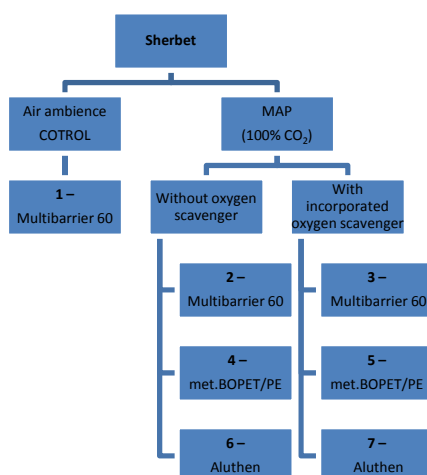 Sherbet
Air ambience
COTROL
MAP
(100% CO₂)
1 –
Multibarrier 60
Without oxygen
scavenger
With
incorporated
oxygen scavenger
2 –
Multibarrier 60
3 –
Multibarrier 60
4 –
met.BOPET/PE
5 –
met.BOPET/PE
6 –
Aluthen
7 –
Aluthen